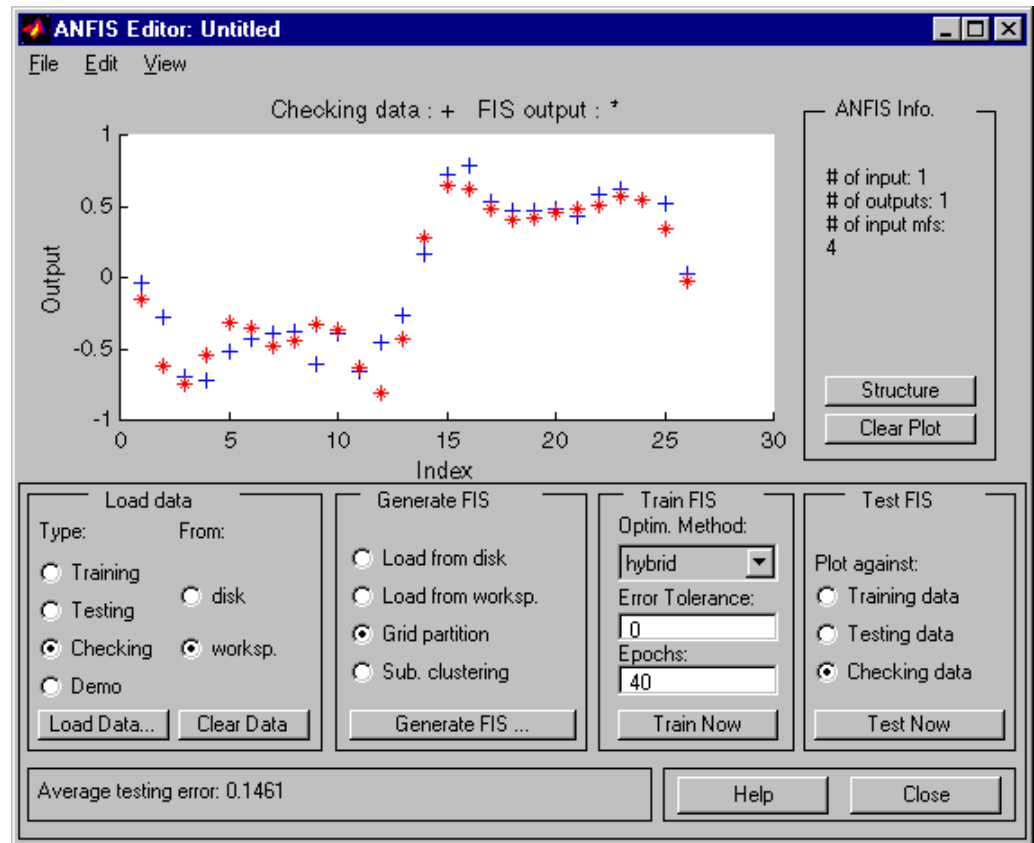 ANFIS Editor: Untitled
File Edit View
Checking data : + FIS output : *
1
0.5
0
-0.5
-1
Output
0 5 10 15 20 25 30
Index
ANFIS Info.
# of input: 1
# of outputs: 1
# of input mfs:
4
Structure
Clear Plot
Load data
Type: From:
Training
Testing
Checking
Demo
disk
worksp.
Load Data... Clear Data
Generate FIS
Load from disk
Load from worksp.
Grid partition
Sub. clustering
Generate FIS ...
Train FIS
Optim. Method:
hybrid
Error Tolerance:
0
Epochs:
40
Train Now
Test FIS
Plot against:
Training data
Testing data
Checking data
Test Now
Average testing error: 0.1461
Help Close